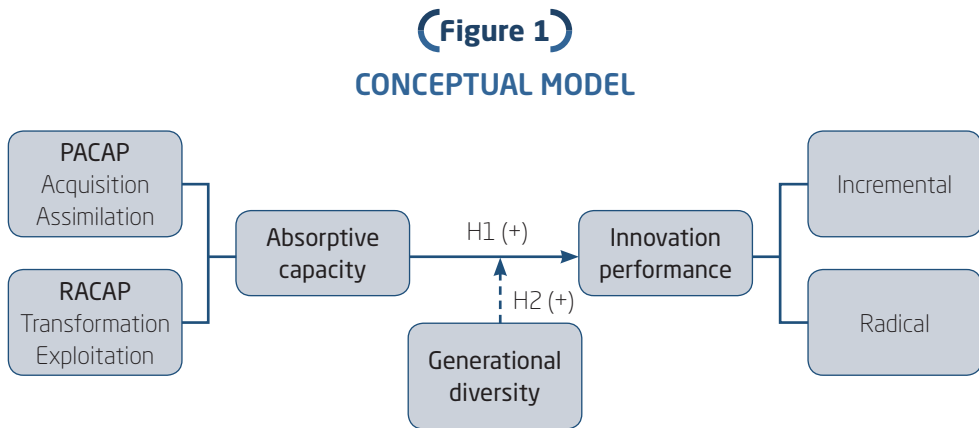 Figure 1
CONCEPTUAL MODEL
PACAP
Acquisition
Assimilation
RACAP
Transformation
Exploitation
Absorptive
capacity
H1 (+)
H2 (+)
Generational
diversity
Innovation
performance
Incremental
Radical